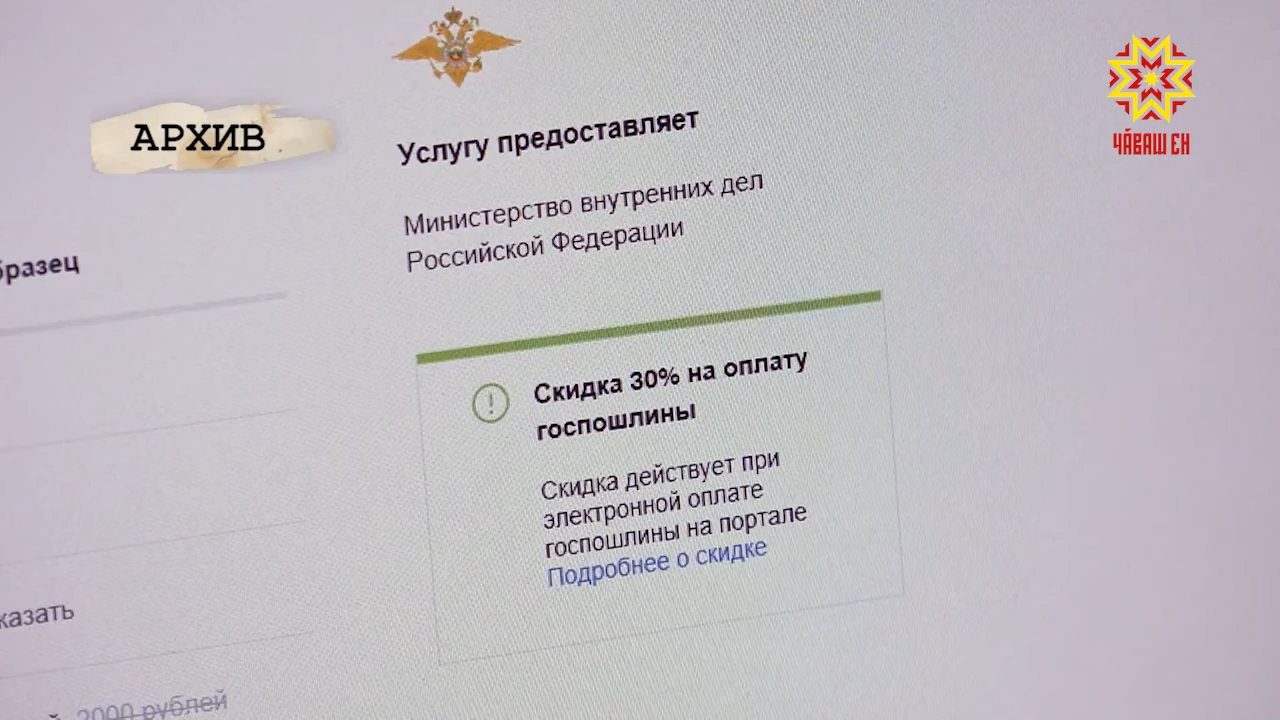 АРХИВ
ЧӐВАШ ЕН
Услугу предоставляет
Министерство внутренних дел
Российской Федерации
бразец
Скидка 30% на оплату
госпошлины
Скидка действует при
электронной оплате
госпошлины на портале
Подробнее о скидке
казать
2000 рублей